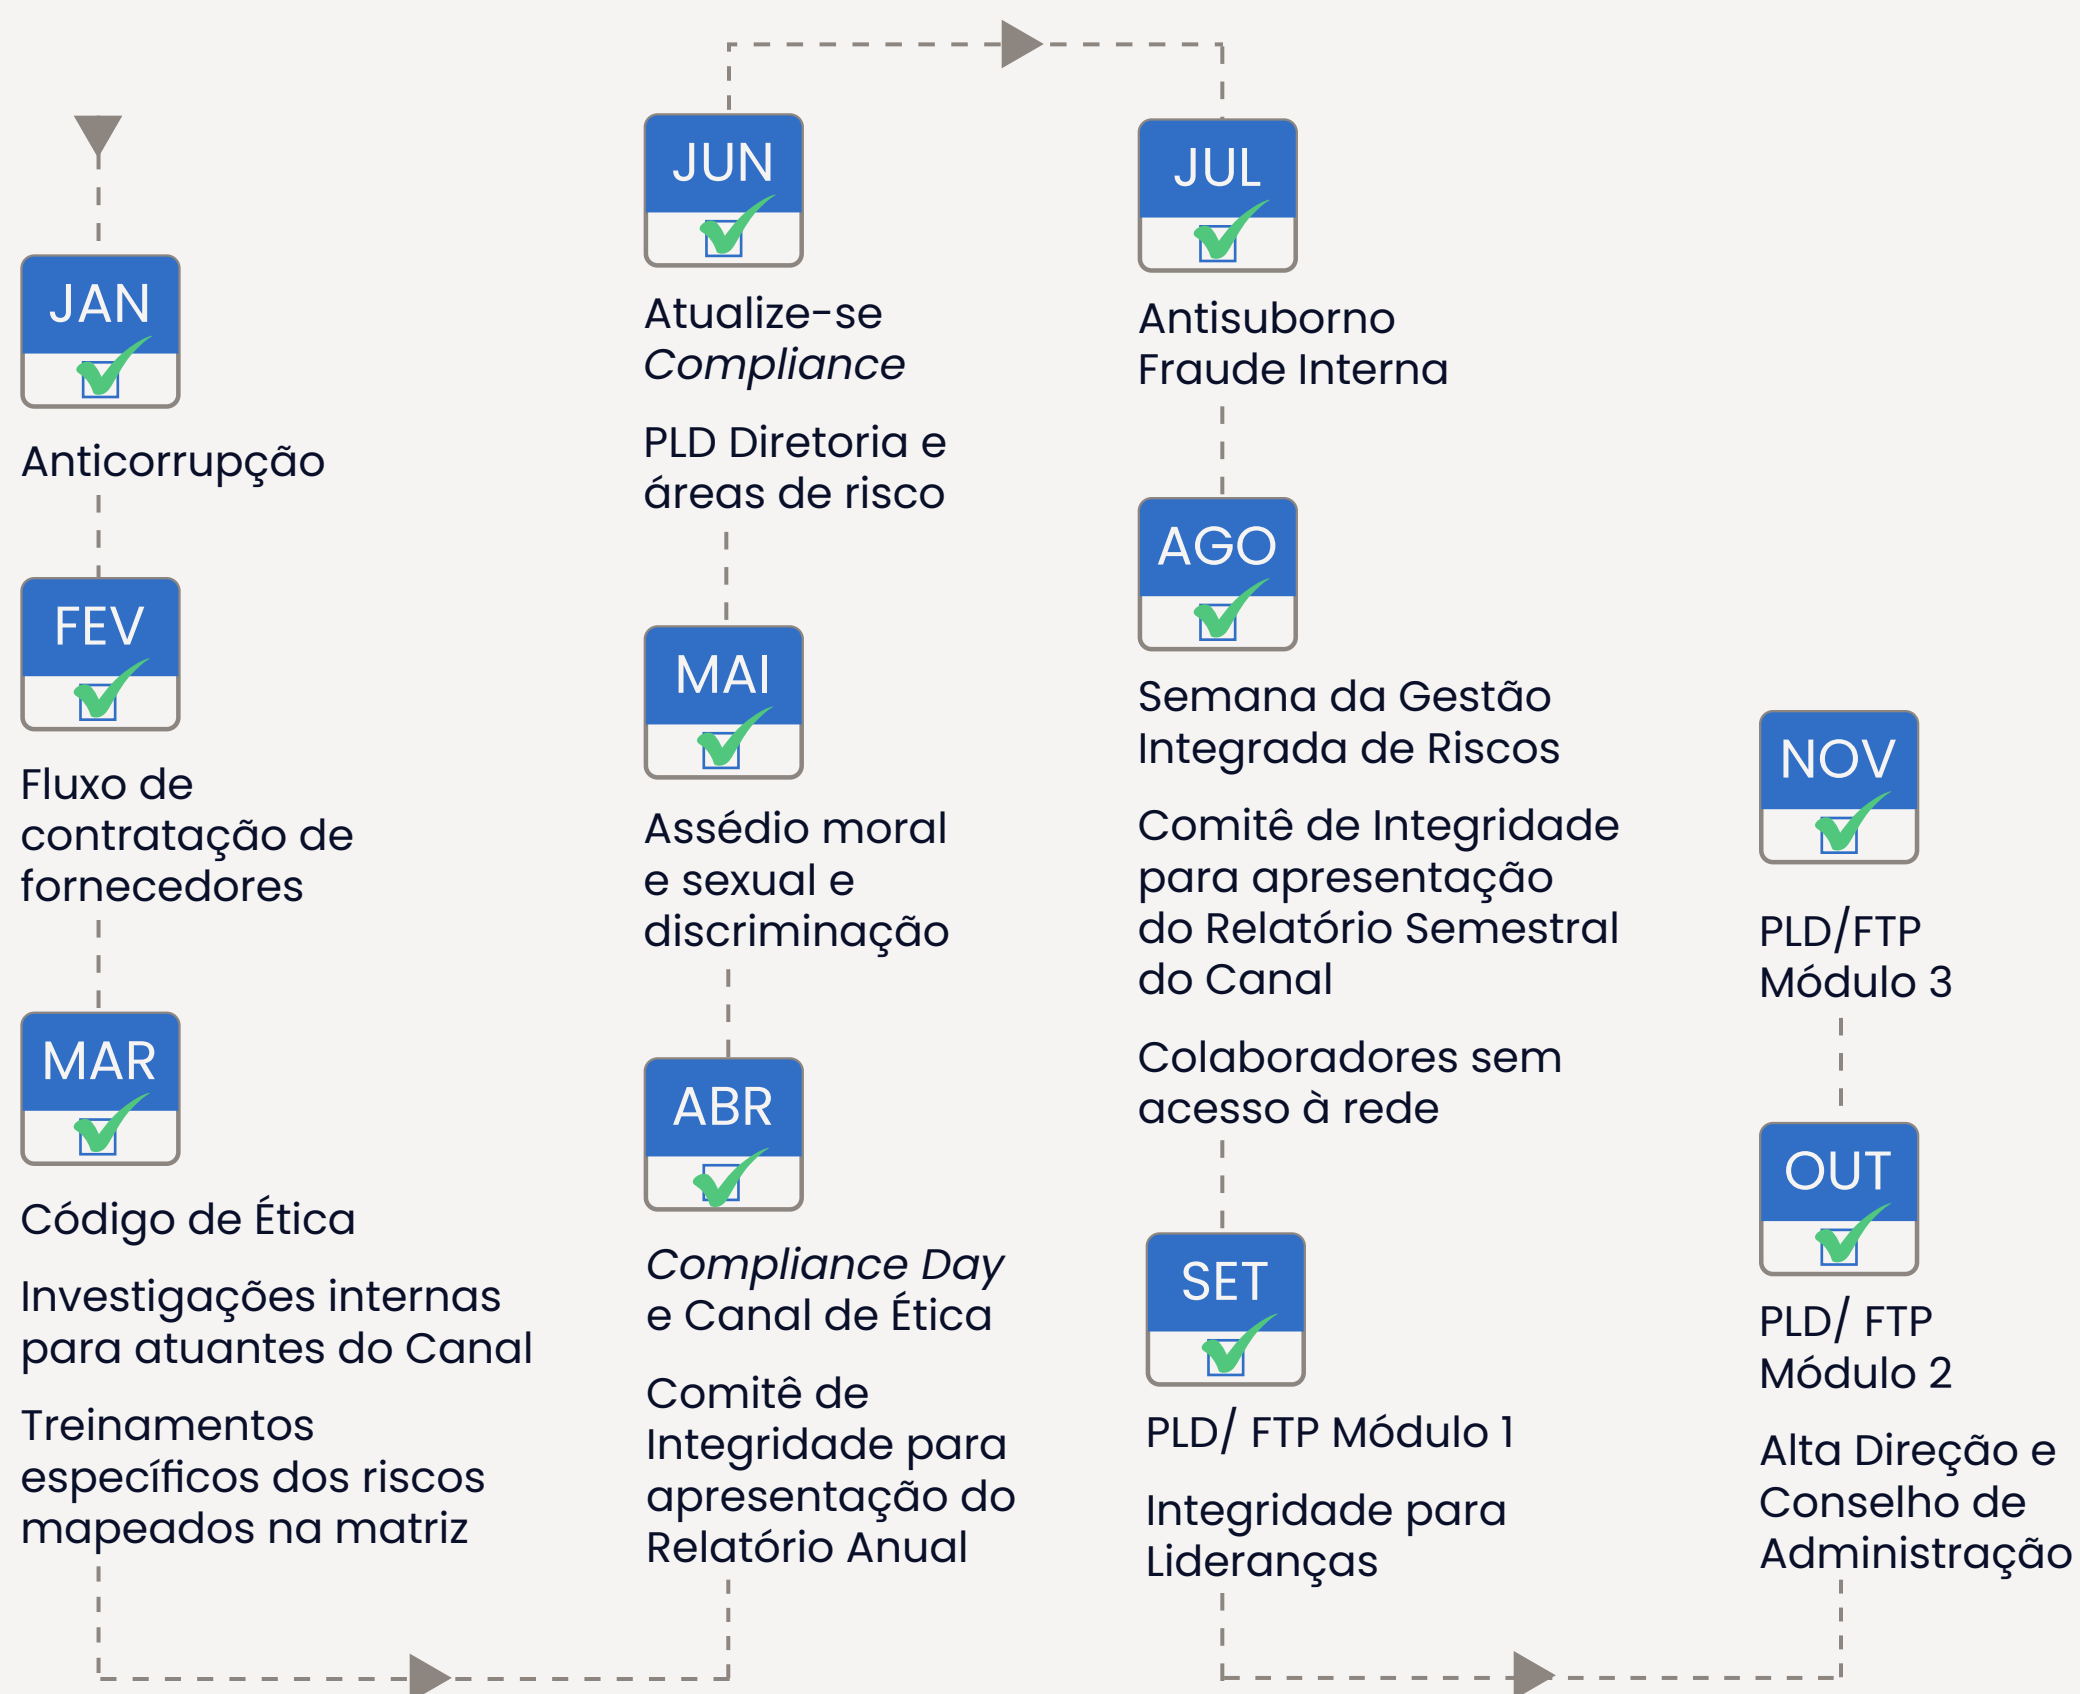 JAN
Anticorrupção
FEV
Fluxo de
contratação de
fornecedores
MAR
Código de Ética
Investigações internas
para atuantes do Canal
Treinamentos
específicos dos riscos
mapeados na matriz
ABR
Compliance Day
e Canal de Ética
Comitê de
Integridade para
apresentação do
Relatório Anual
MAI
Assédio moral
e sexual e
discriminação
JUN
Atualize-se
Compliance
PLD Diretoria e
áreas de risco
JUL
Antisuborno
Fraude Interna
AGO
Semana da Gestão
Integrada de Riscos
Comitê de Integridade
para apresentação
do Relatório Semestral
do Canal
Colaboradores sem
acesso à rede
SET
PLD/ FTP Módulo 1
Integridade para
Lideranças
OUT
PLD/ FTP
Módulo 2
Alta Direção e
Conselho de
Administração
NOV
PLD/FTP
Módulo 3